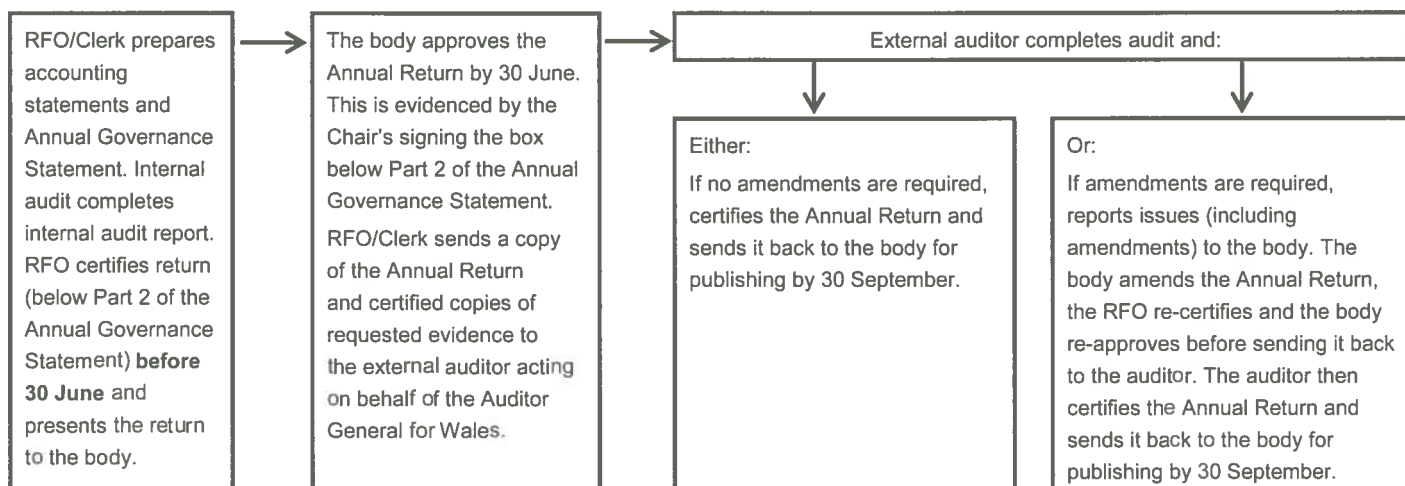 RFO/Clerk prepares
accounting
statements and
Annual Governance
Statement. Internal
audit completes
internal audit report.
RFO certifies return
(below Part 2 of the
Annual Governance
Statement) before
30 June and
presents the return
to the body.
The body approves the
Annual Return by 30 June.
This is evidenced by the
Chair's signing the box
below Part 2 of the Annual
Governance Statement.
RFO/Clerk sends a copy
of the Annual Return
and certified copies of
requested evidence to
the external auditor acting
on behalf of the Auditor
General for Wales.
External auditor completes audit and:
Either:
If no amendments are required,
certifies the Annual Return and
sends it back to the body for
publishing by 30 September.
Or:
If amendments are required,
reports issues (including
amendments) to the body. The
body amends the Annual Return,
the RFO re-certifies and the body
re-approves before sending it back
to the auditor. The auditor then
certifies the Annual Return and
sends it back to the body for
publishing by 30 September.